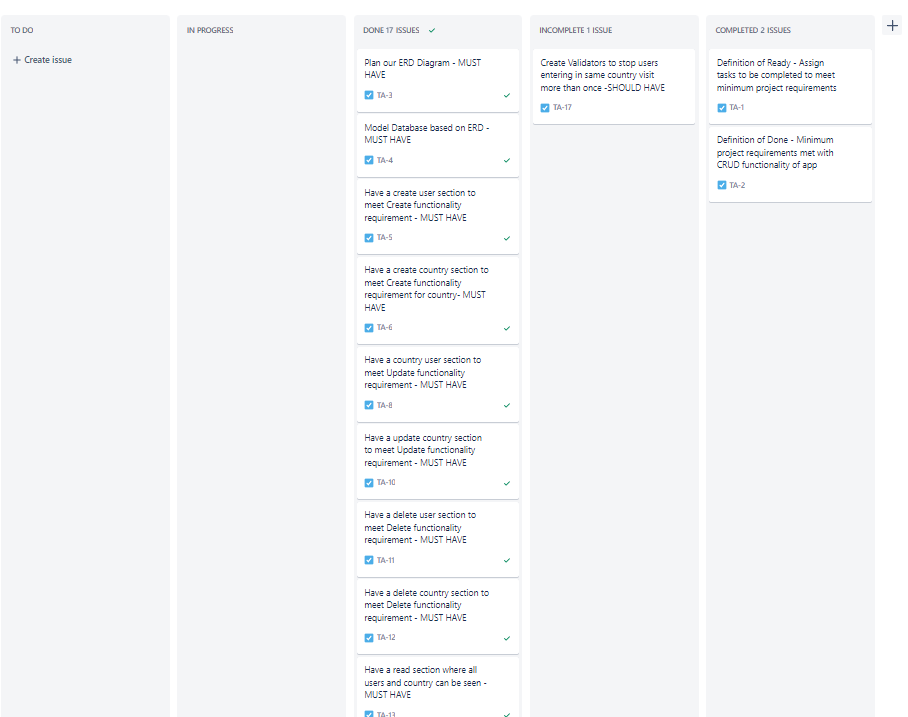 TO DO
+ Create issue
IN PROGRESS
DONE 17 ISSUES
Plan our ERD Diagram - MUST
HAVE
TA-3
Model Database based on ERD -
MUST HAVE
TA-4
Have a create user section to
meet Create functionality
requirement - MUST HAVE
TA-5
Have a create country section to
meet Create functionality
requirement for country- MUST
HAVE
TA-6
Have a country user section to
meet Update functionality
requirement - MUST HAVE
TA-8
Have a update country section
to meet Update functionality
requirement - MUST HAVE
TA-10
Have a delete user section to
meet Delete functionality
requirement - MUST HAVE
TA-11
Have a delete country section to
meet Delete functionality
requirement - MUST HAVE
TA-12
Have a read section where all
users and country can be seen -
MUST HAVE
TA-13
INCOMPLETE 1 ISSUE
Create Validators to stop users
entering in same country visit
more than once -SHOULD HAVE
TA-17
COMPLETED 2 ISSUES
Definition of Ready - Assign
tasks to be completed to meet
minimum project requirements
TA-1
Definition of Done - Minimum
project requirements met with
CRUD functionality of app
TA-2